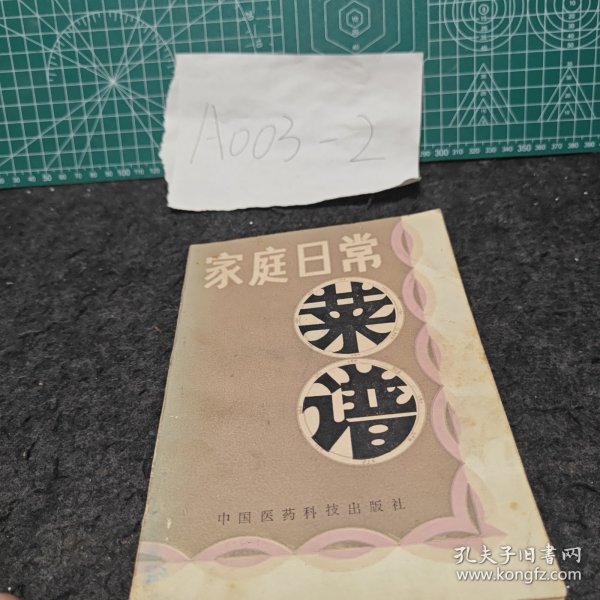 A003-2
家庭日常
菜
谱
中国医药科技出版社
孔夫子旧书网
www.kongfz.com